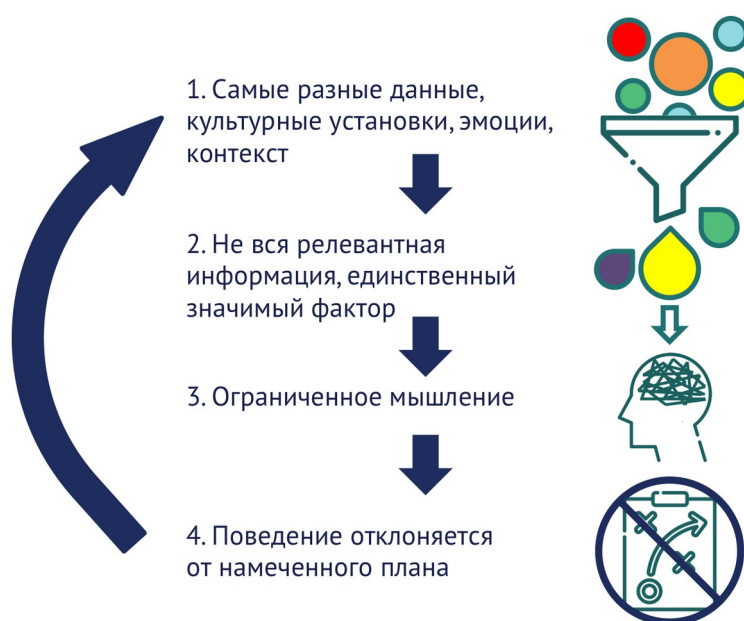 1. Самые разные данные,
культурные установки, эмоции,
контекст
2. Не вся релевантная
информация, единственный
значимый фактор
3. Ограниченное мышление
4. Поведение отклоняется
от намеченного плана